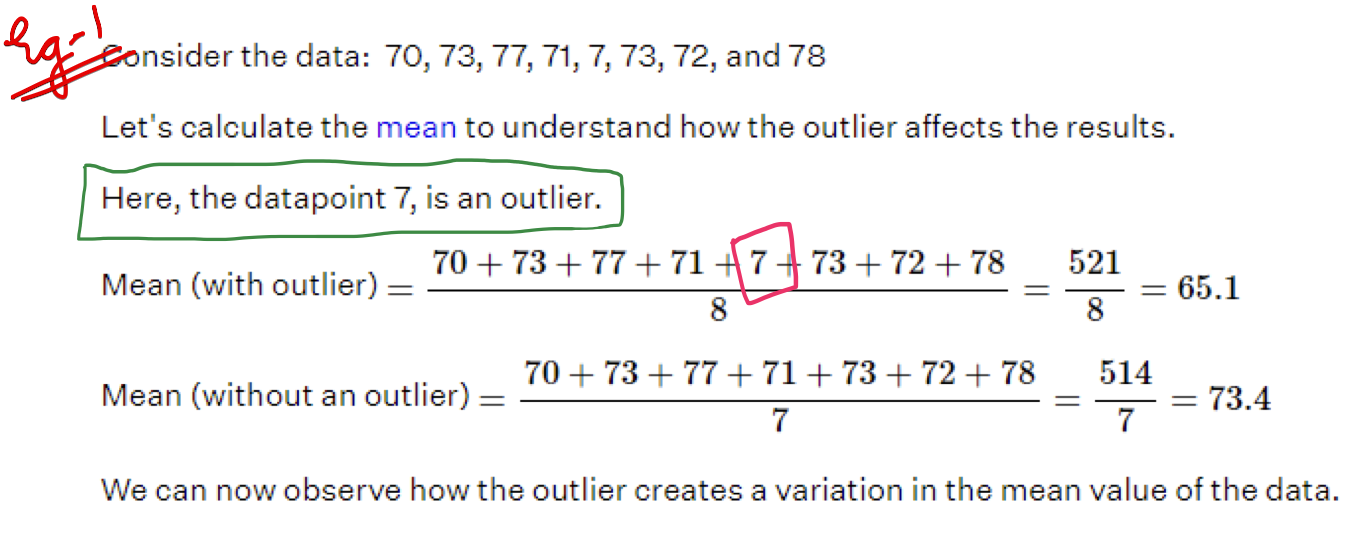 Eg-1
Consider the data: 70, 73, 77, 71, 7, 73, 72, and 78
Let's calculate the mean to understand how the outlier affects the results.
Here, the datapoint 7, is an outlier.
Mean (with outlier) = (70 + 73 + 77 + 71 + 7 + 73 + 72 + 78) / 8 = 521 / 8 = 65.1
Mean (without an outlier) = (70 + 73 + 77 + 71 + 73 + 72 + 78) / 7 = 514 / 7 = 73.4
We can now observe how the outlier creates a variation in the mean value of the data.